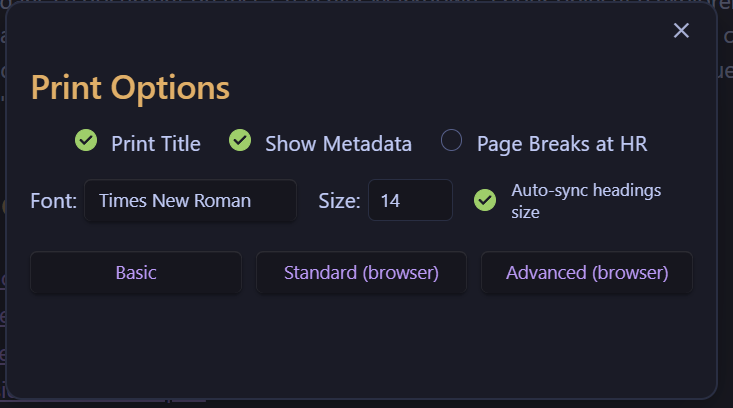 Print Options
Print Title Show Metadata Page Breaks at HR
Font: Times New Roman Size: 14 Auto-sync headings
size
Basic Standard (browser) Advanced (browser)